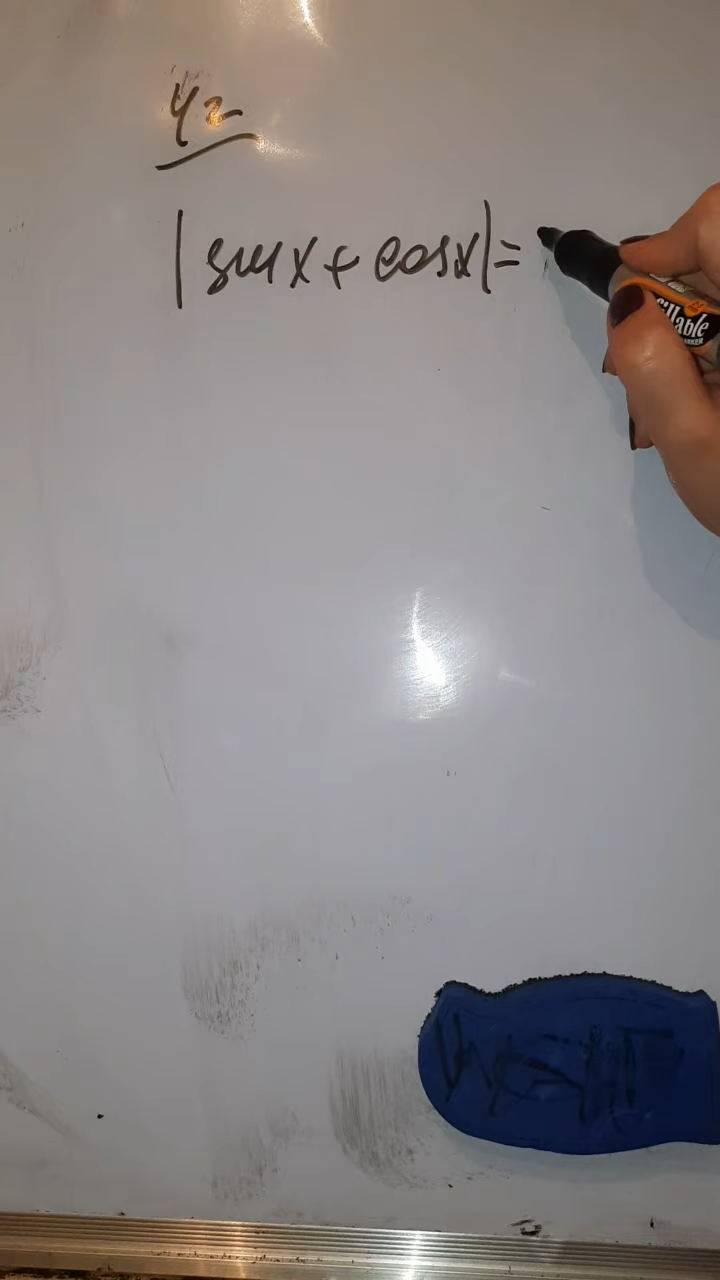 42
|sinx + cosx|=